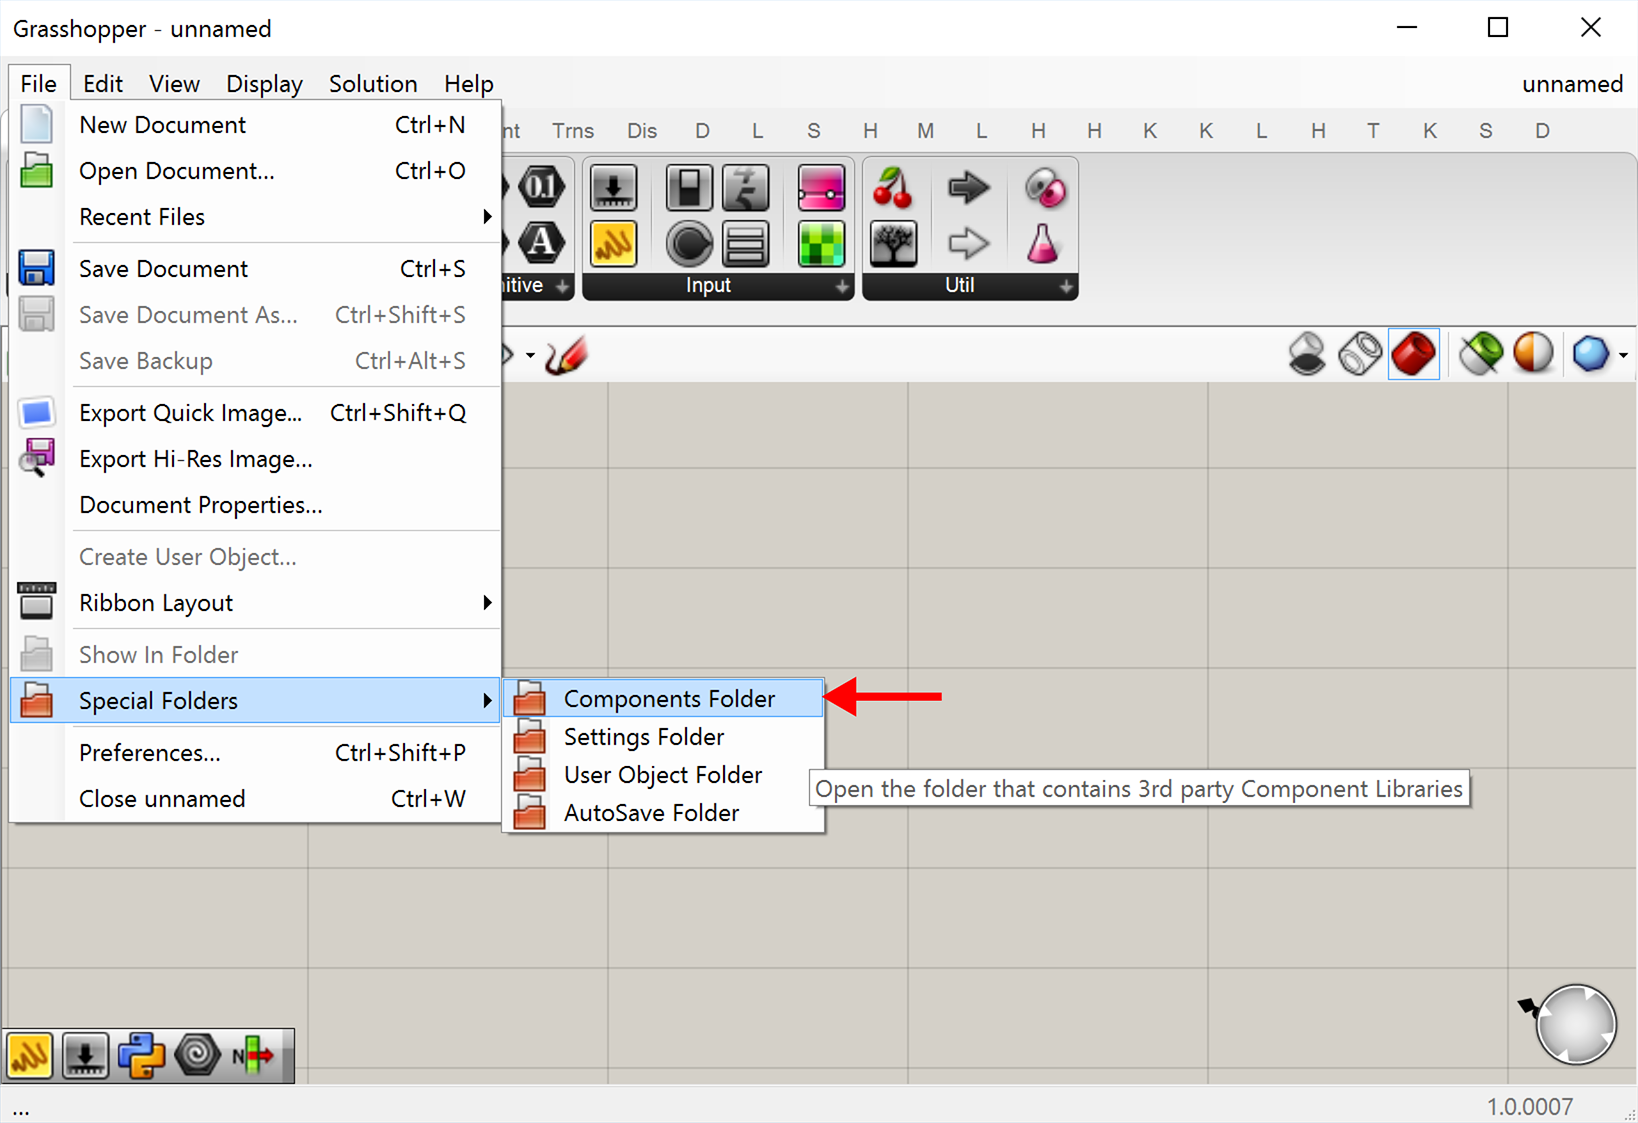 Grasshopper - unnamed
File Edit View Display Solution Help unnamed
nt Trns Dis D L S H M L H H K K L H T K S D
New Document Ctrl+N
Open Document... Ctrl+O
Recent Files
Save Document Ctrl+S
Save Document As... Ctrl+Shift+S
Save Backup Ctrl+Alt+S
Export Quick Image... Ctrl+Shift+Q
Export Hi-Res Image...
Document Properties...
Create User Object...
Ribbon Layout
Show In Folder
Special Folders
Preferences... Ctrl+Shift+P
Close unnamed Ctrl+W
0.1
A
itive Input Util
Components Folder
Settings Folder
User Object Folder
AutoSave Folder
Open the folder that contains 3rd party Component Libraries
N
... 1.0.0007